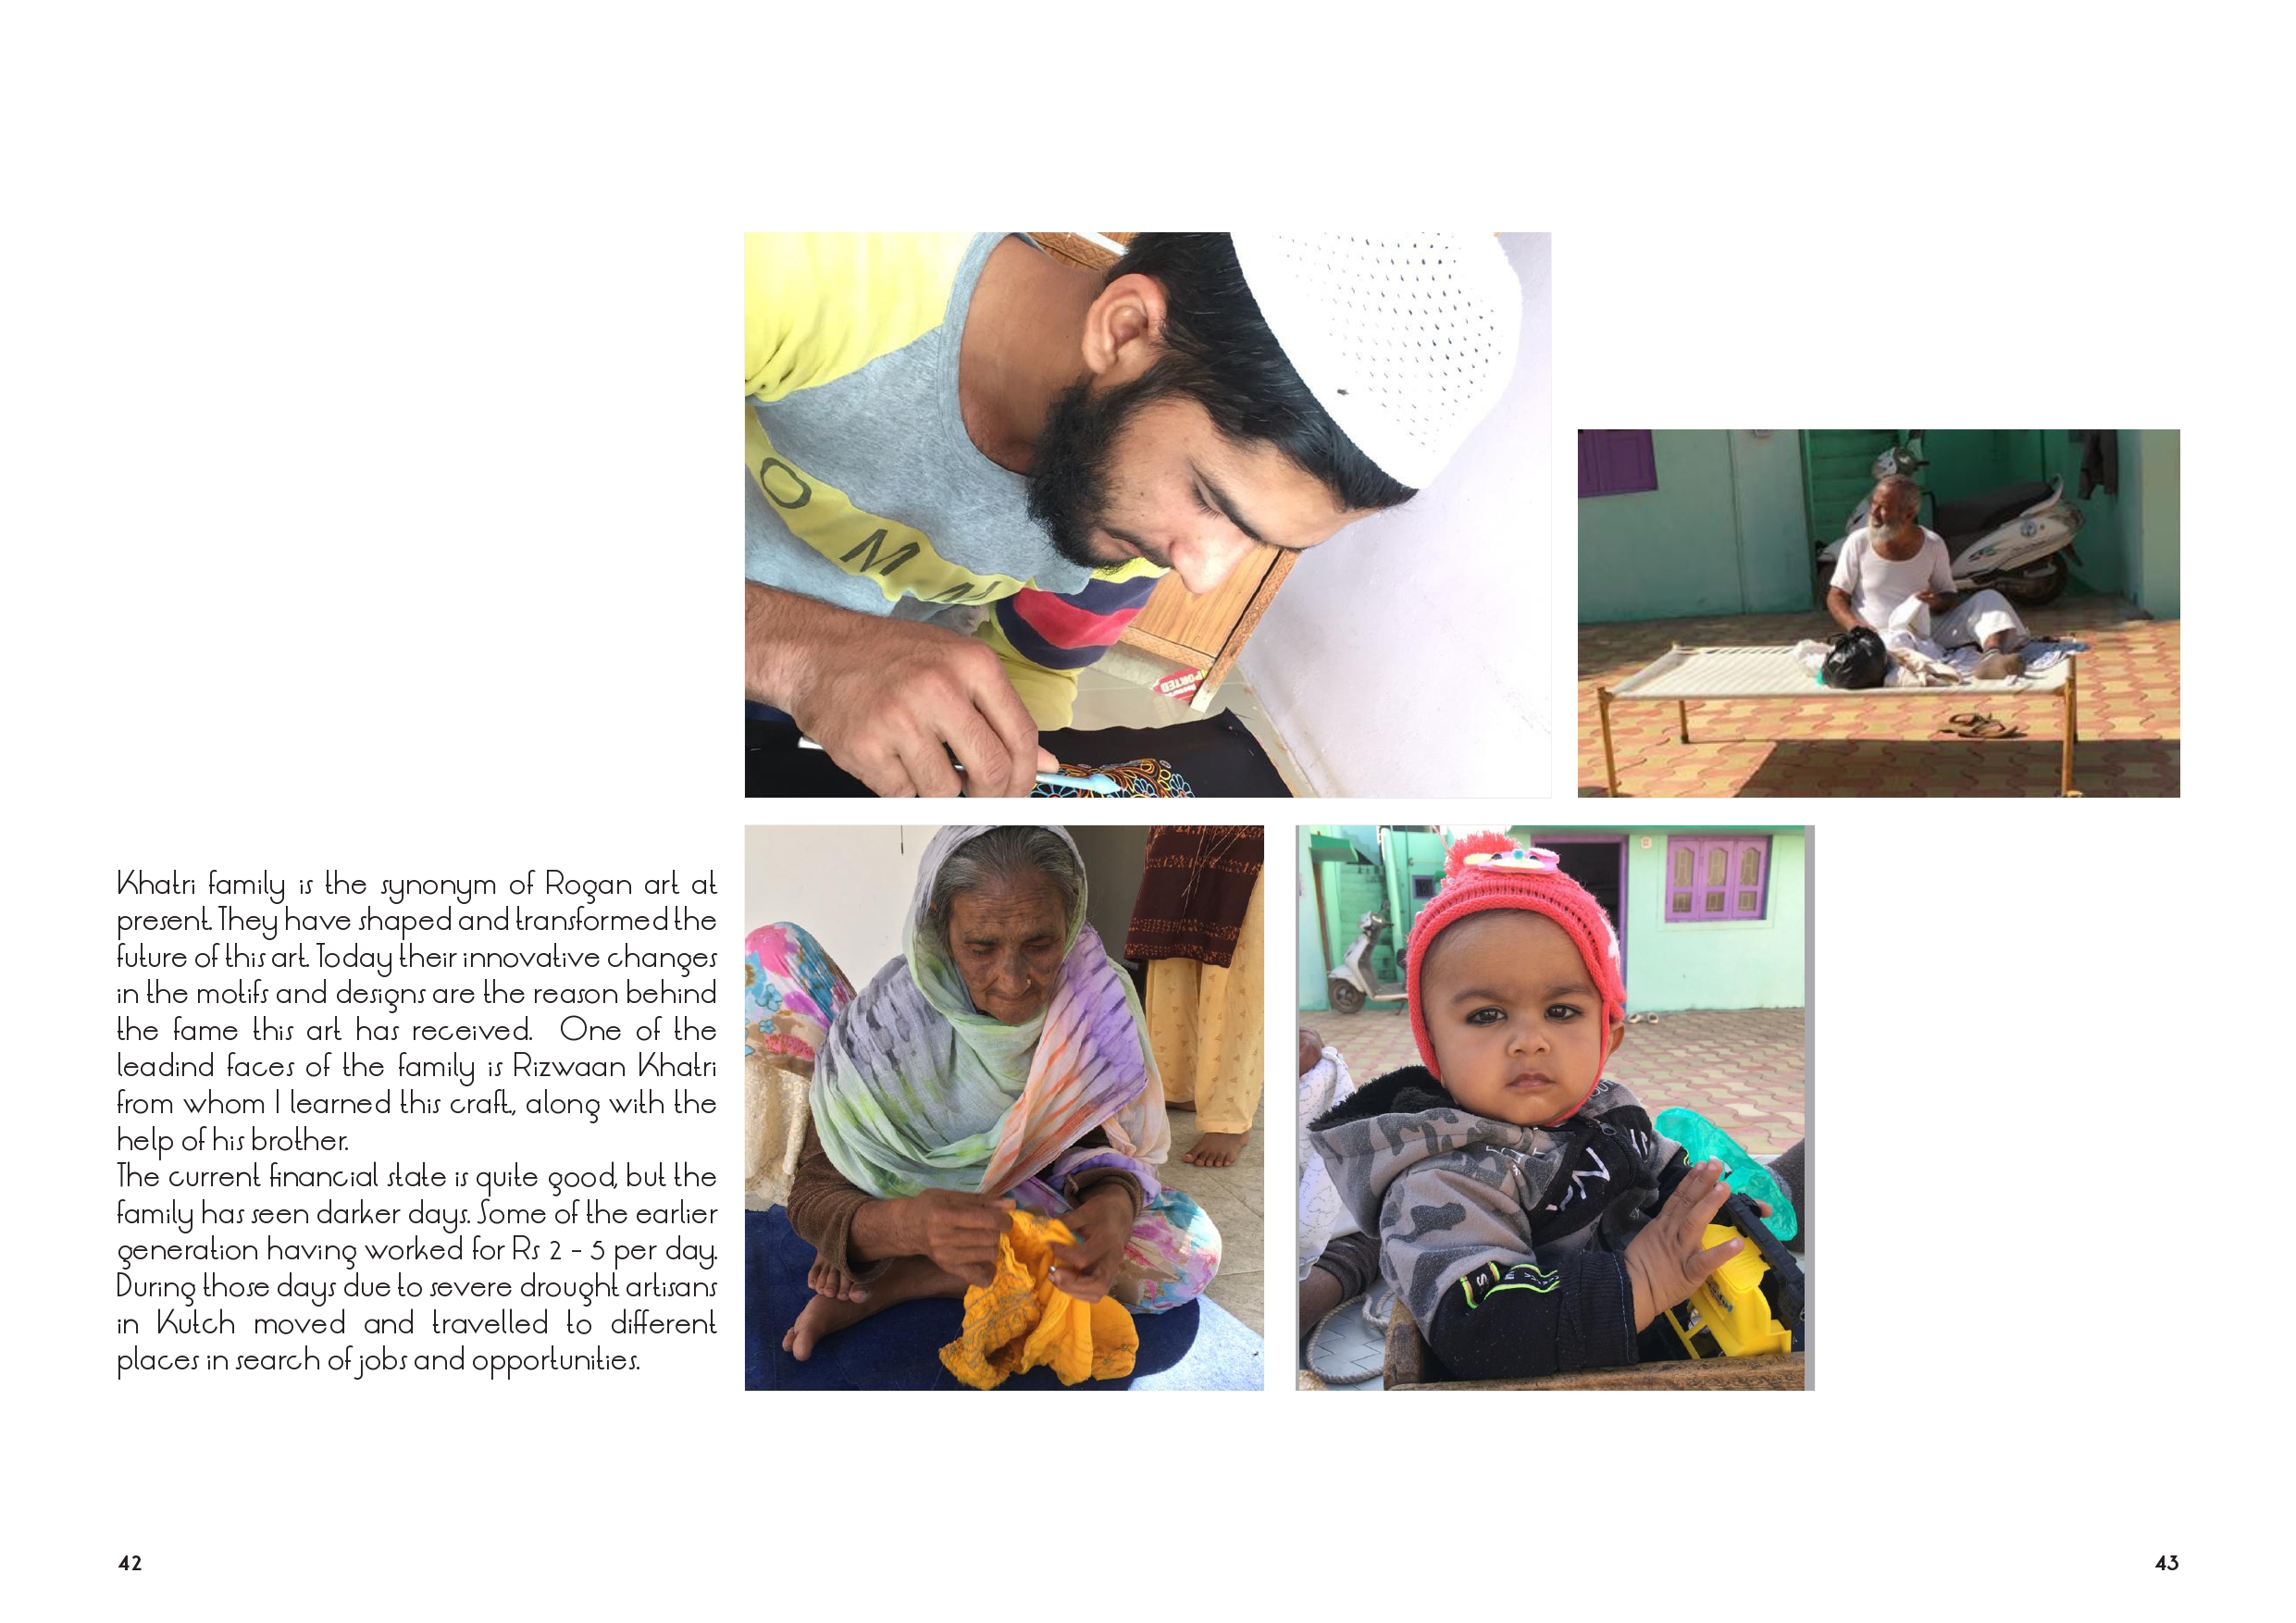 Khatri family is the synonym of Rogan art at
present. They have shaped and transformed the
future of this art. Today their innovative changes
in the motifs and designs are the reason behind
the fame this art has received. One of the
leadind faces of the family is Rizwaan Khatri
from whom I learned this craft, along with the
help of his brother.
The current financial state is quite good, but the
family has seen darker days. Some of the earlier
generation having worked for Rs 2 - 5 per day.
During those days due to severe drought artisans
in Kutch moved and travelled to different
places in search of jobs and opportunities.
O M M
PORTED
42
43